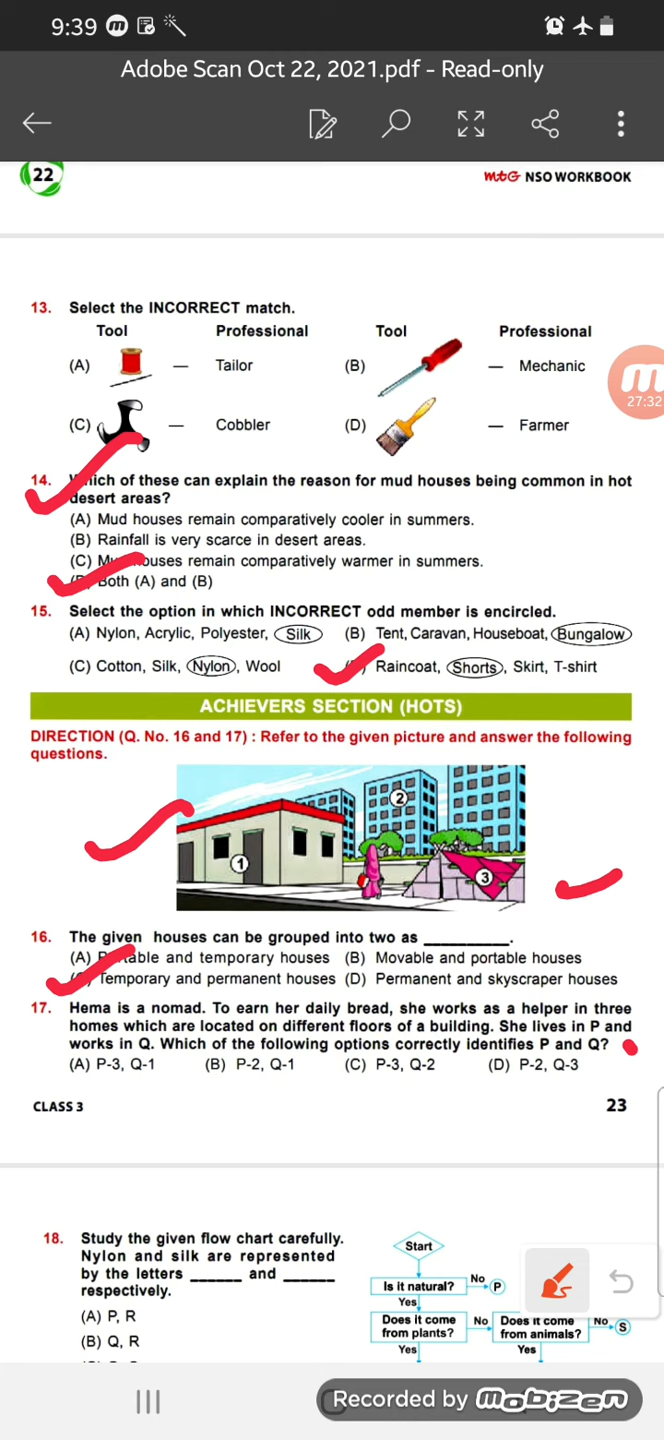 9:39
Adobe Scan Oct 22, 2021.pdf - Read-only
22
mtG NSO WORKBOOK
13. Select the INCORRECT match.
Tool Professional Tool Professional
(A) — Tailor (B) — Mechanic
27:32
(C) — Cobbler (D) — Farmer
14. Which of these can explain the reason for mud houses being common in hot
desert areas?
(A) Mud houses remain comparatively cooler in summers.
(B) Rainfall is very scarce in desert areas.
(C) Mud houses remain comparatively warmer in summers.
Both (A) and (B)
15. Select the option in which INCORRECT odd member is encircled.
(A) Nylon, Acrylic, Polyester, Silk (B) Tent, Caravan, Houseboat, Bungalow
(C) Cotton, Silk, Nylon, Wool Raincoat, Shorts, Skirt, T-shirt
ACHIEVERS SECTION (HOTS)
DIRECTION (Q. No. 16 and 17) : Refer to the given picture and answer the following
questions.
2
1
3
16. The given houses can be grouped into two as ________.
(A) Portable and temporary houses (B) Movable and portable houses
Temporary and permanent houses (D) Permanent and skyscraper houses
17. Hema is a nomad. To earn her daily bread, she works as a helper in three
homes which are located on different floors of a building. She lives in P and
works in Q. Which of the following options correctly identifies P and Q?
(A) P-3, Q-1 (B) P-2, Q-1 (C) P-3, Q-2 (D) P-2, Q-3
CLASS 3 23
18. Study the given flow chart carefully.
Nylon and silk are represented
by the letters ______ and ______
respectively.
(A) P, R
(B) Q, R
Start
Is it natural? No P
Yes
Does it come from plants? No Does it come from animals? No S
Yes Yes
Recorded by mobizen